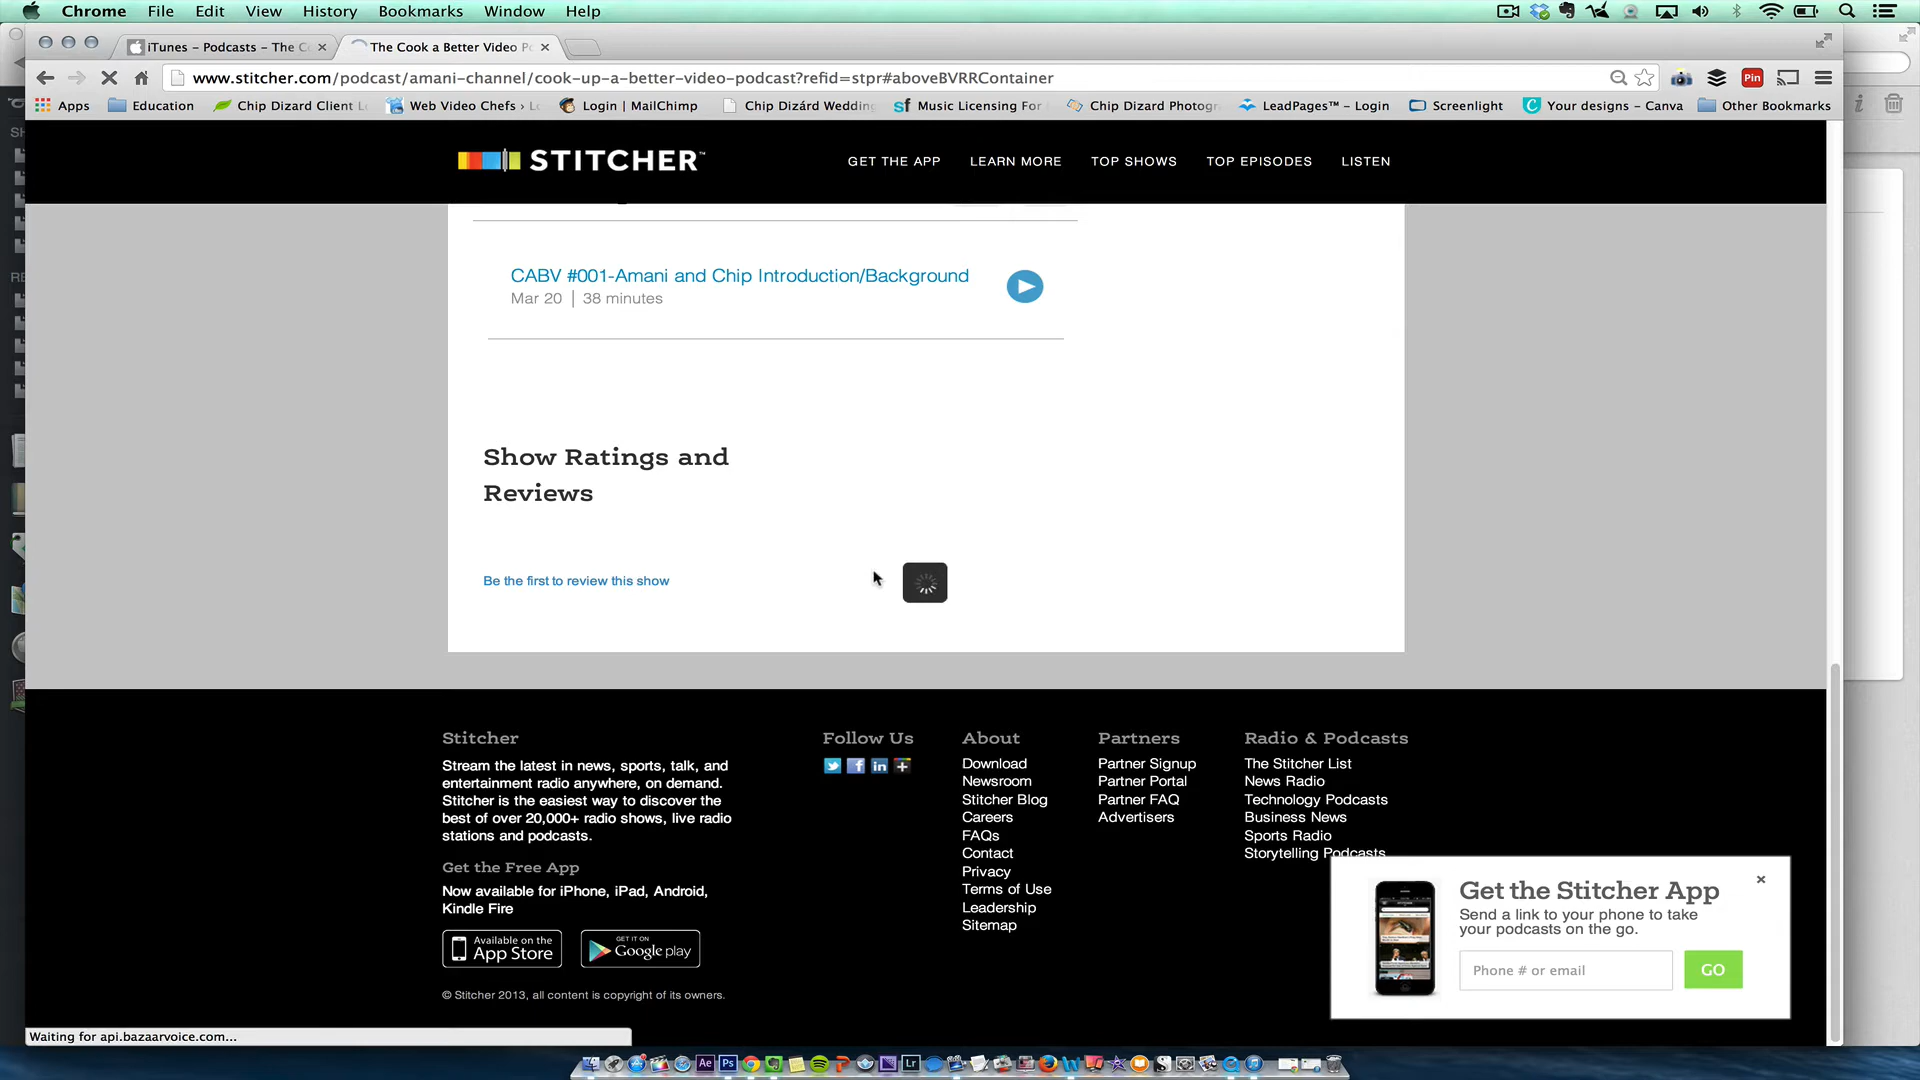 Chrome File Edit View History Bookmarks Window Help
iTunes – Podcasts – The C
The Cook a Better Video P
www.stitcher.com/podcast/amani-channel/cook-up-a-better-video-podcast?refid=stpr#aboveBVRRContainer
Pin
Apps Education Chip Dizard Client L Web Video Chefs › L Login | MailChimp Chip Dizárd Wedding Music Licensing For Chip Dizard Photogr LeadPages™ – Login Screenlight Your designs – Canva Other Bookmarks
STITCHER™ GET THE APP LEARN MORE TOP SHOWS TOP EPISODES LISTEN
CABV #001-Amani and Chip Introduction/Background
Mar 20 | 38 minutes
Show Ratings and
Reviews
Be the first to review this show
Stitcher
Stream the latest in news, sports, talk, and
entertainment radio anywhere, on demand.
Stitcher is the easiest way to discover the
best of over 20,000+ radio shows, live radio
stations and podcasts.
Get the Free App
Now available for iPhone, iPad, Android,
Kindle Fire
Available on the
App Store
GET IT ON
Google play
© Stitcher 2013, all content is copyright of its owners.
Follow Us
About
Download
Newsroom
Stitcher Blog
Careers
FAQs
Contact
Privacy
Terms of Use
Leadership
Sitemap
Partners
Partner Signup
Partner Portal
Partner FAQ
Advertisers
Radio & Podcasts
The Stitcher List
News Radio
Technology Podcasts
Business News
Sports Radio
Storytelling Podcasts
Get the Stitcher App
Send a link to your phone to take
your podcasts on the go.
Phone # or email
GO
Waiting for api.bazaarvoice.com...
Ae Ps Lr